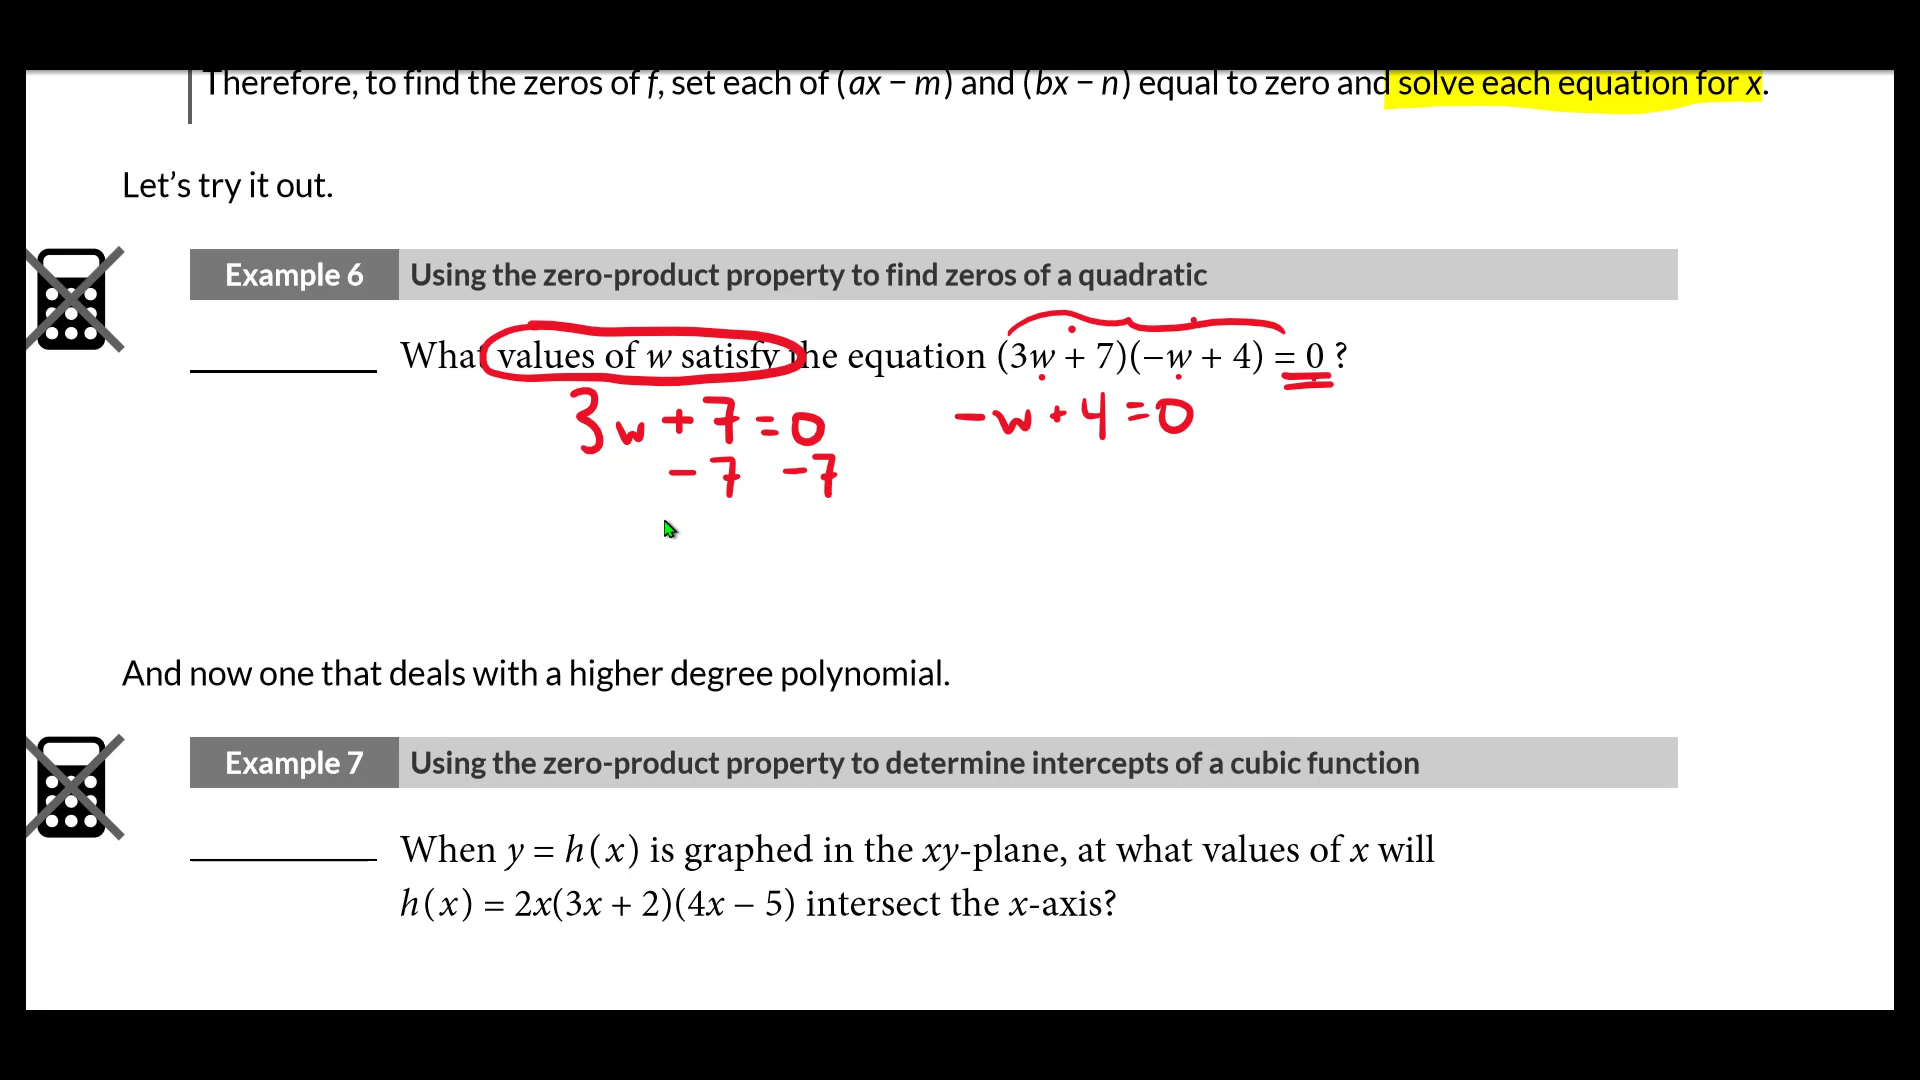 Therefore, to find the zeros of f, set each of (ax − m) and (bx − n) equal to zero and solve each equation for x.
Let's try it out.
Example 6 Using the zero-product property to find zeros of a quadratic
What values of w satisfy the equation (3w + 7)(−w + 4) = 0 ?
3w + 7 = 0 -w + 4 = 0
- 7 - 7
And now one that deals with a higher degree polynomial.
Example 7 Using the zero-product property to determine intercepts of a cubic function
When y = h(x) is graphed in the xy-plane, at what values of x will
h(x) = 2x(3x + 2)(4x − 5) intersect the x-axis?